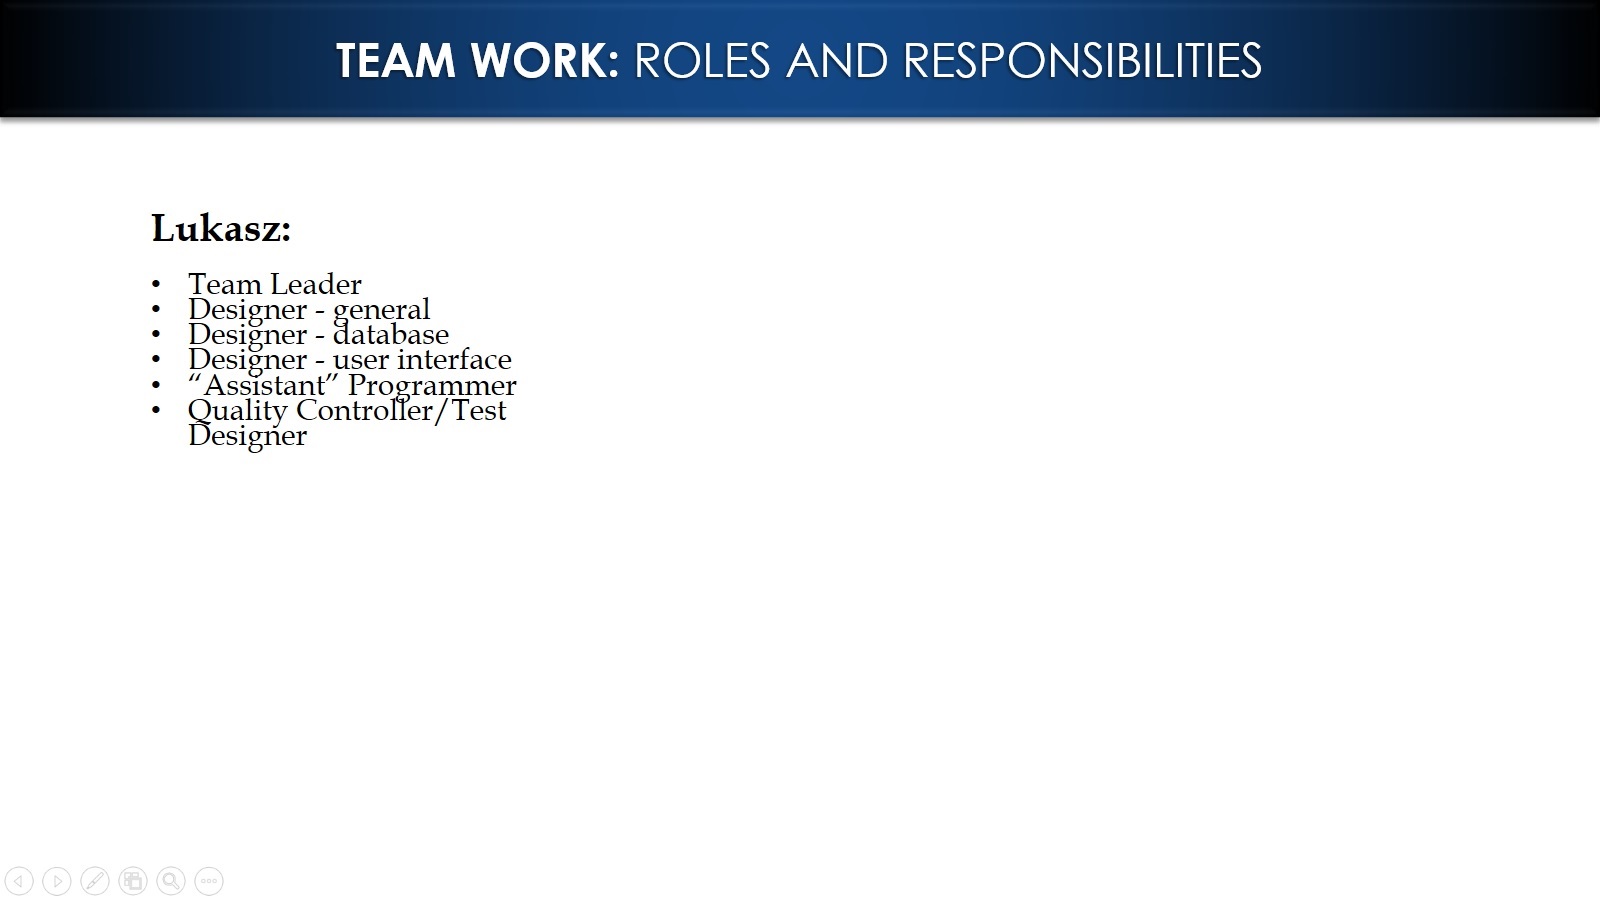 TEAM WORK: ROLES AND RESPONSIBILITIES
Lukasz:
• Team Leader
• Designer - general
• Designer - database
• Designer - user interface
• “Assistant” Programmer
• Quality Controller/Test
Designer